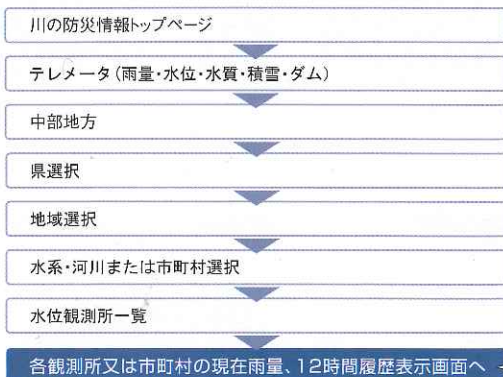 川の防災情報トップページ
テレメータ(雨量・水位・水質・積雪・ダム)
中部地方
県選択
地域選択
水系・河川または市町村選択
水位観測所一覧
各観測所又は市町村の現在雨量、12時間履歴表示画面へ